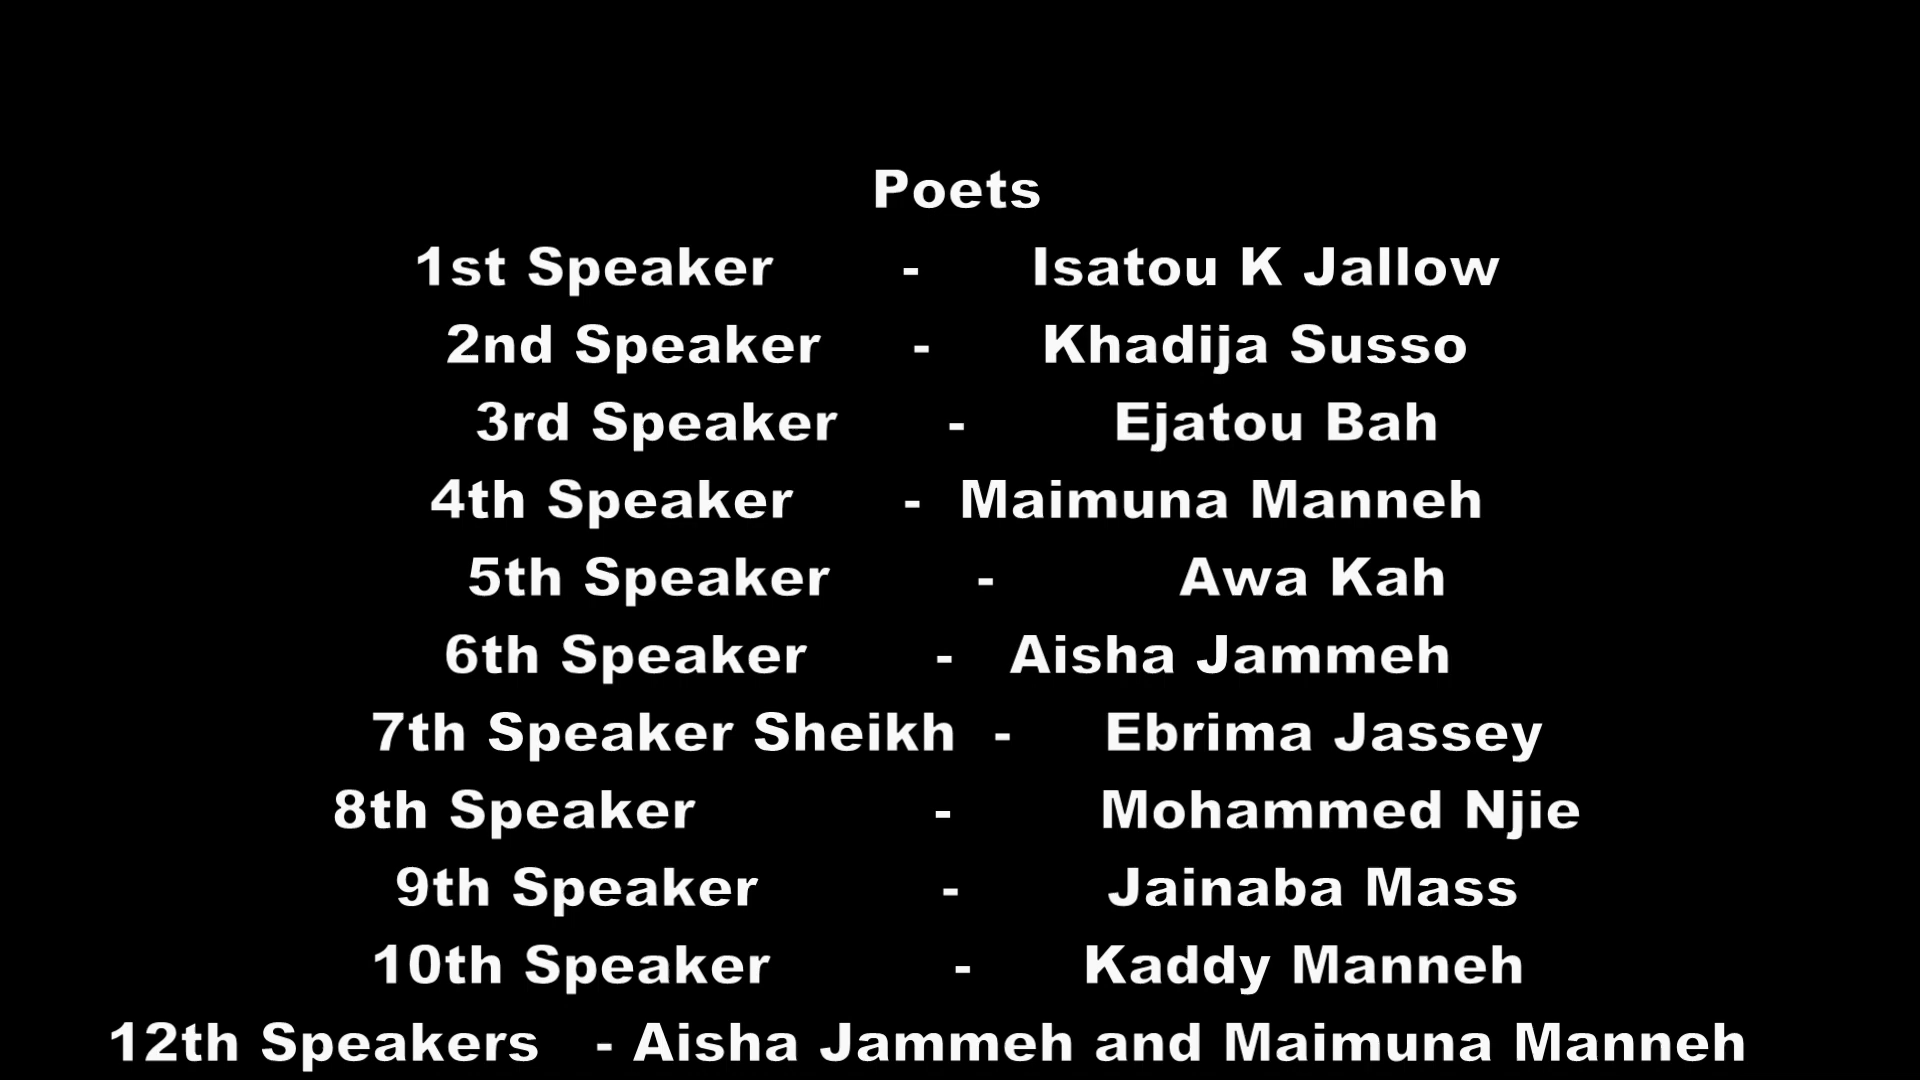 Poets
1st Speaker - Isatou K Jallow
2nd Speaker - Khadija Susso
3rd Speaker - Ejatou Bah
4th Speaker - Maimuna Manneh
5th Speaker - Awa Kah
6th Speaker - Aisha Jammeh
7th Speaker Sheikh - Ebrima Jassey
8th Speaker - Mohammed Njie
9th Speaker - Jainaba Mass
10th Speaker - Kaddy Manneh
12th Speakers - Aisha Jammeh and Maimuna Manneh